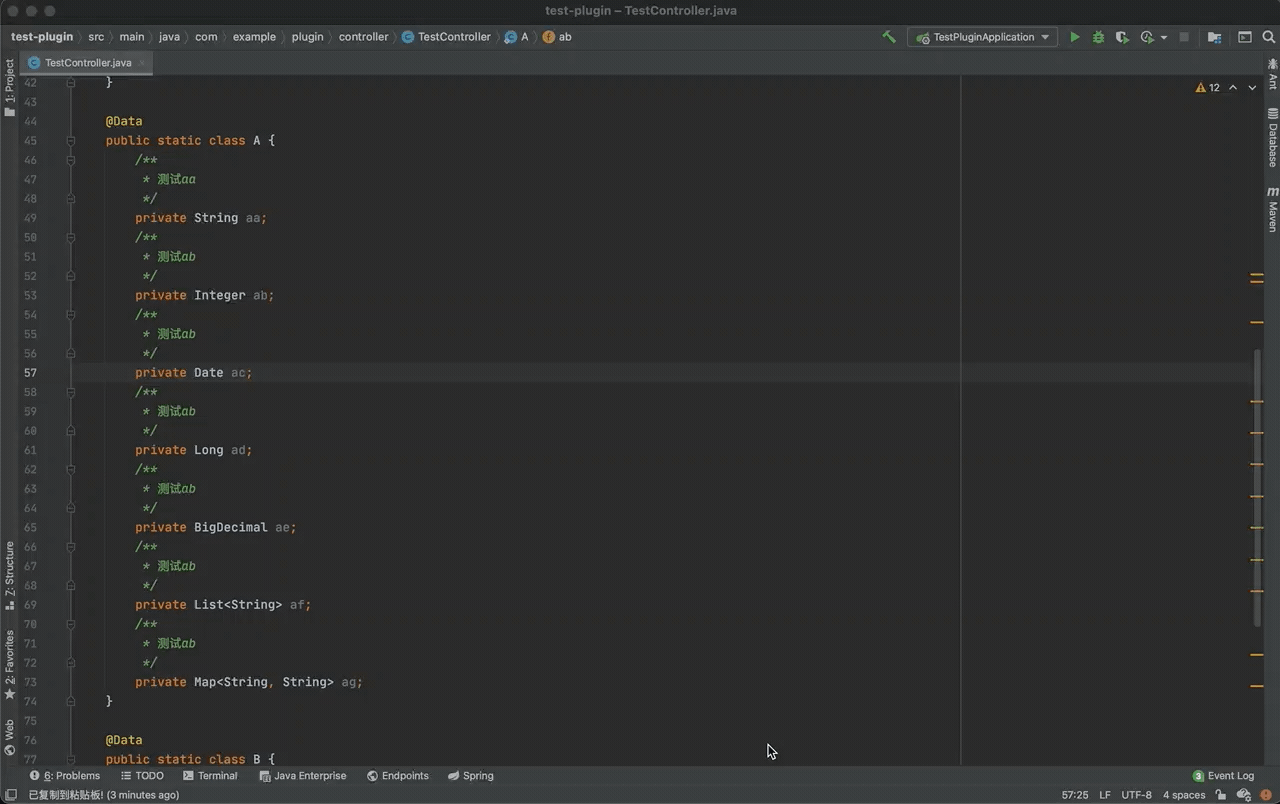 test-plugin – TestController.java
test-plugin src main java com example plugin controller TestController A ab TestPluginApplication
TestController.java
12
42 }
43
44 @Data
45 public static class A {
46 /**
47 * 测试aa
48 */
49 private String aa;
50 /**
51 * 测试ab
52 */
53 private Integer ab;
54 /**
55 * 测试ab
56 */
57 private Date ac;
58 /**
59 * 测试ab
60 */
61 private Long ad;
62 /**
63 * 测试ab
64 */
65 private BigDecimal ae;
66 /**
67 * 测试ab
68 */
69 private List<String> af;
70 /**
71 * 测试ab
72 */
73 private Map<String, String> ag;
74 }
75
76 @Data
77 public static class B {
1: Project
Z: Structure
2: Favorites
Web
Ant
Database
Maven
6: Problems TODO Terminal Java Enterprise Endpoints Spring 3 Event Log
已复制到粘贴板! (3 minutes ago) 57:25 LF UTF-8 4 spaces